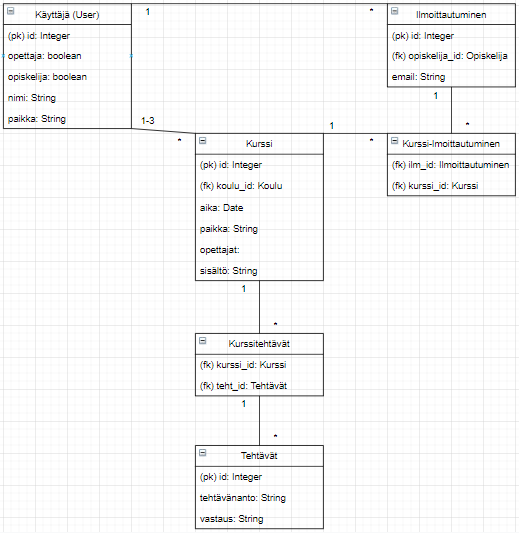 Käyttäjä (User)
(pk) id: Integer
opettaja: boolean
opiskelija: boolean
nimi: String
paikka: String
1
*
Ilmoittautuminen
(pk) id: Integer
(fk) opiskelija_id: Opiskelija
email: String
1
*
1-3
*
Kurssi
(pk) id: Integer
(fk) koulu_id: Koulu
aika: Date
paikka: String
opettajat:
sisältö: String
1
*
Kurssi-Ilmoittautuminen
(fk) ilm_id: Ilmoittautuminen
(fk) kurssi_id: Kurssi
1
*
Kurssitehtävät
(fk) kurssi_id: Kurssi
(fk) teht_id: Tehtävät
1
*
Tehtävät
(pk) id: Integer
tehtävänanto: String
vastaus: String